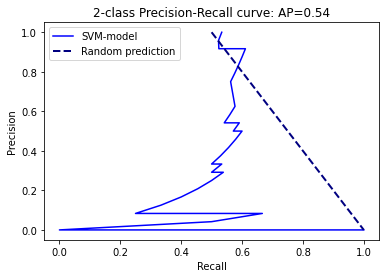 2-class Precision-Recall curve: AP=0.54
SVM-model
Random prediction
1.0
0.8
0.6
0.4
0.2
0.0
Precision
0.0 0.2 0.4 0.6 0.8 1.0
Recall